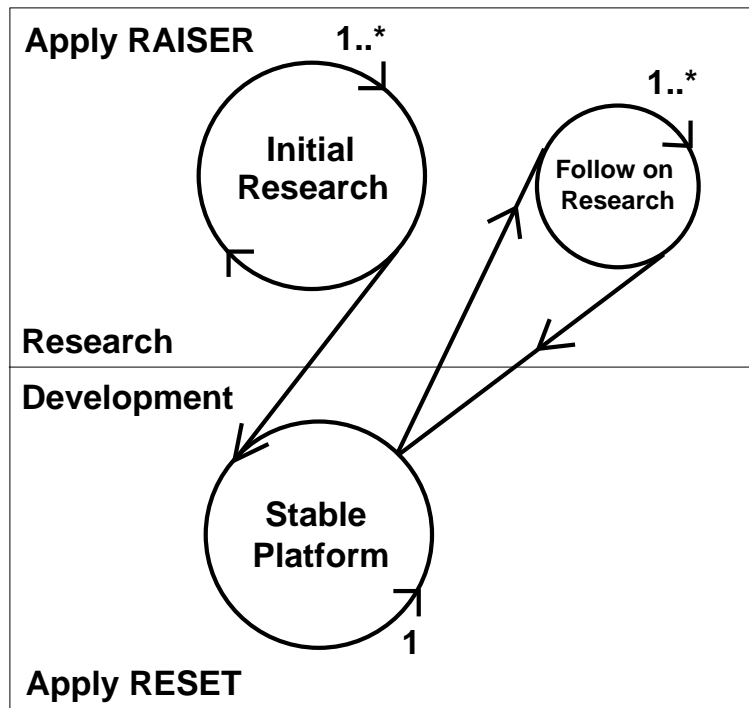 Apply RAISER
1..*
1..*
Initial
Research
Follow on
Research
Research
Development
Stable
Platform
1
Apply RESET